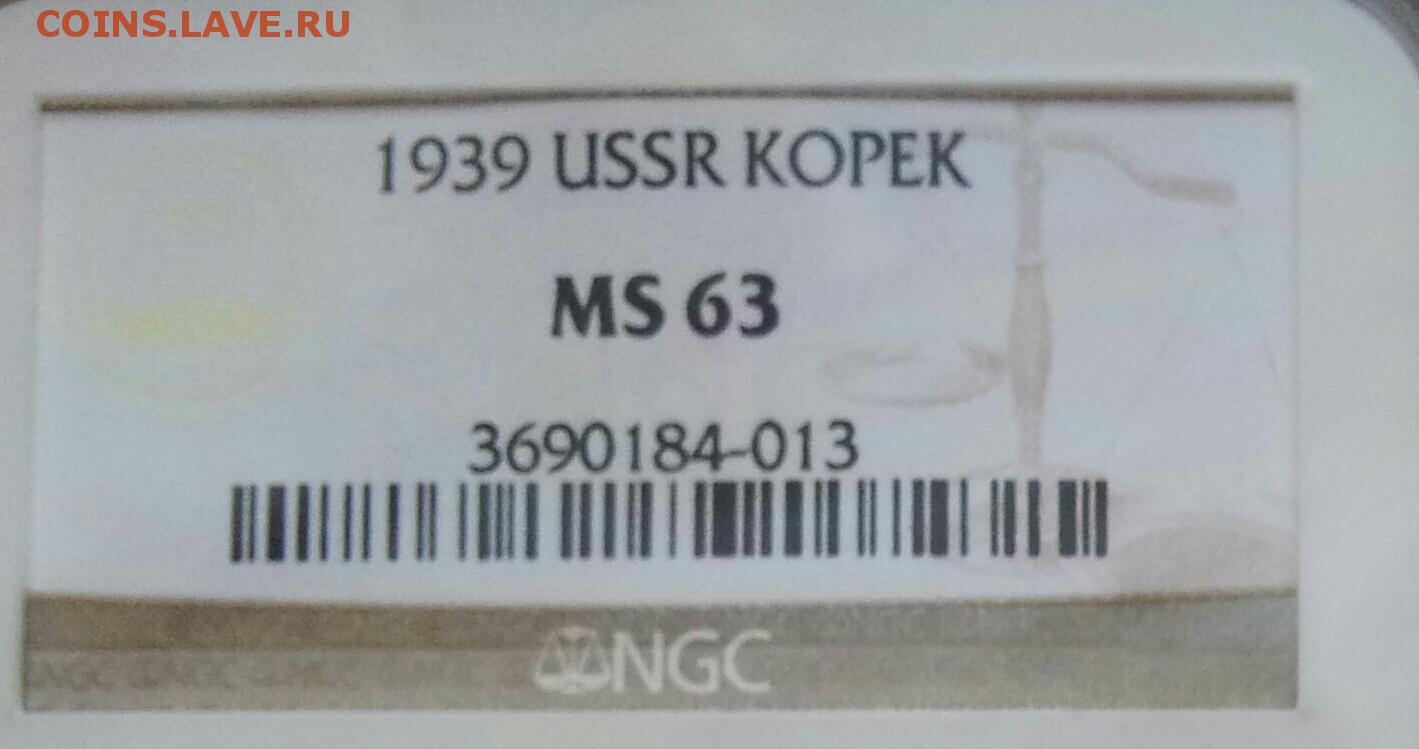 COINS.LAVE.RU
1939 USSR KOPEK
MS 63
3690184-013
NGC